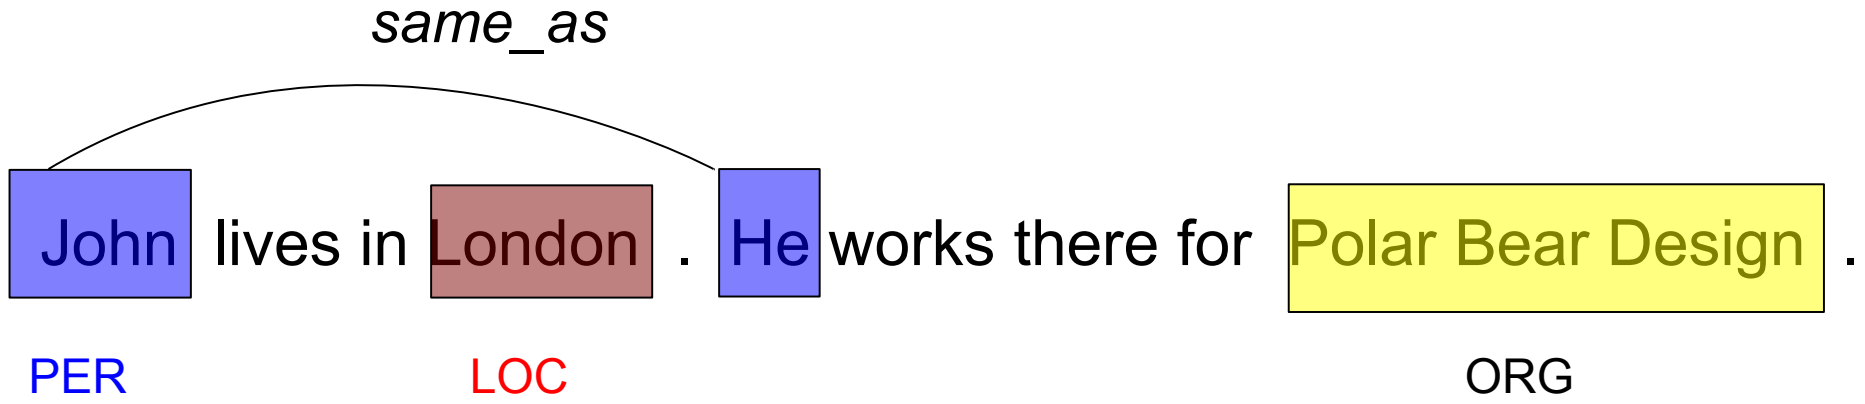 same_as
John lives in London . He works there for Polar Bear Design .
PER LOC ORG